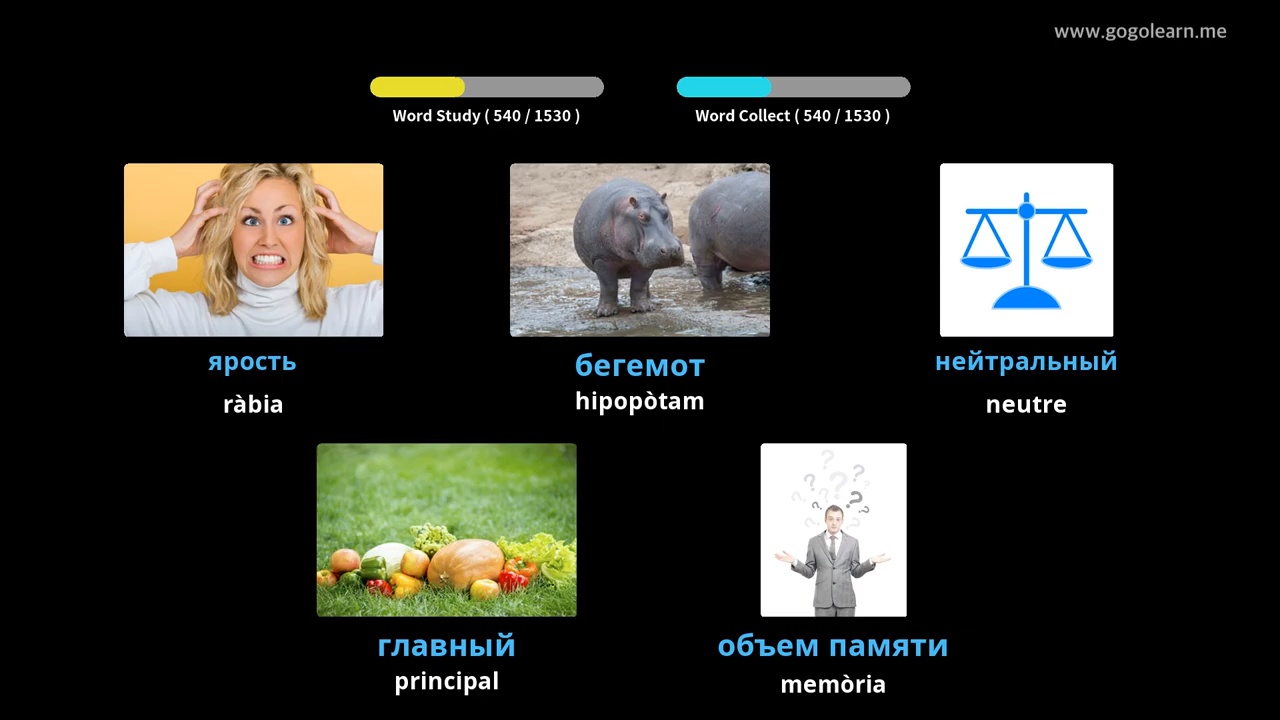 www.gogolearn.me
Word Study ( 540 / 1530 )
Word Collect ( 540 / 1530 )
ярость
ràbia
бегемот
hipopòtam
нейтральный
neutre
главный
principal
объем памяти
memòria